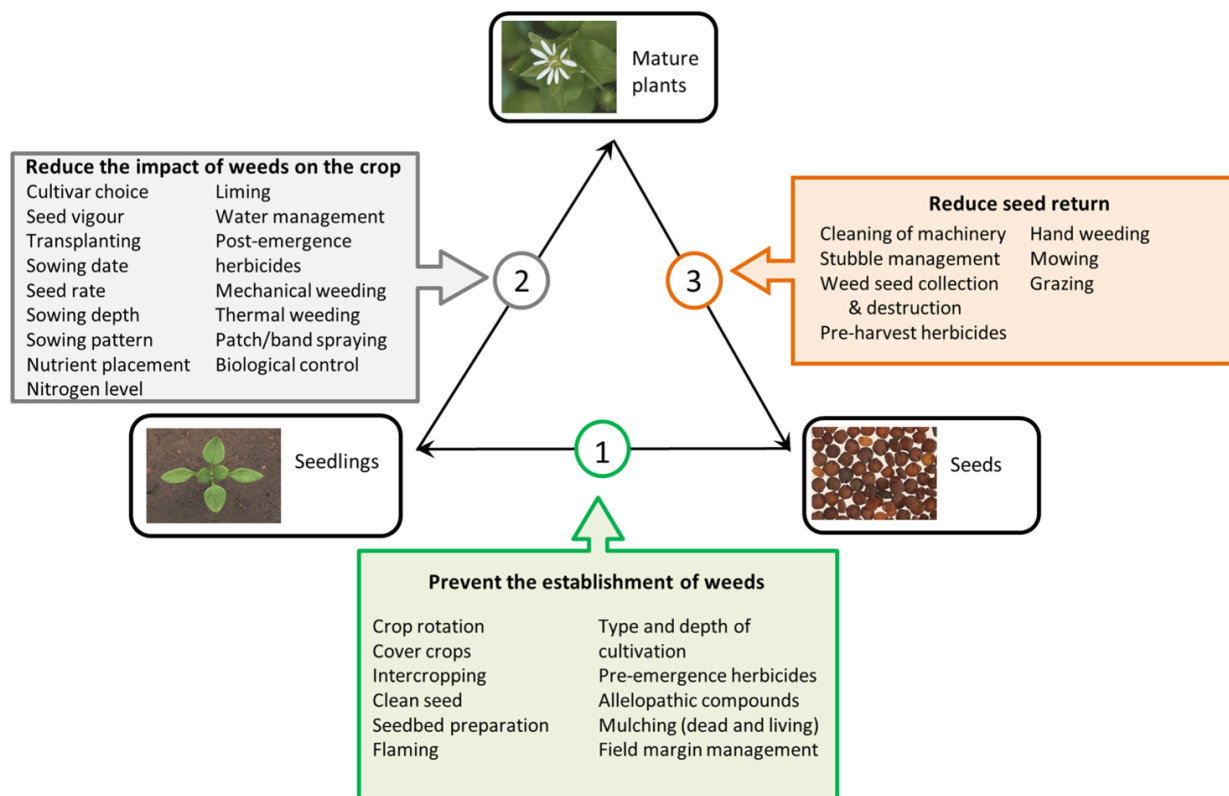 Mature
plants
Reduce the impact of weeds on the crop
Cultivar choice
Seed vigour
Transplanting
Sowing date
Seed rate
Sowing depth
Sowing pattern
Nutrient placement
Nitrogen level
Liming
Water management
Post-emergence
herbicides
Mechanical weeding
Thermal weeding
Patch/band spraying
Biological control
2
3
Reduce seed return
Cleaning of machinery
Stubble management
Weed seed collection
& destruction
Pre-harvest herbicides
Hand weeding
Mowing
Grazing
Seedlings
1
Seeds
Prevent the establishment of weeds
Crop rotation
Cover crops
Intercropping
Clean seed
Seedbed preparation
Flaming
Type and depth of
cultivation
Pre-emergence herbicides
Allelopathic compounds
Mulching (dead and living)
Field margin management